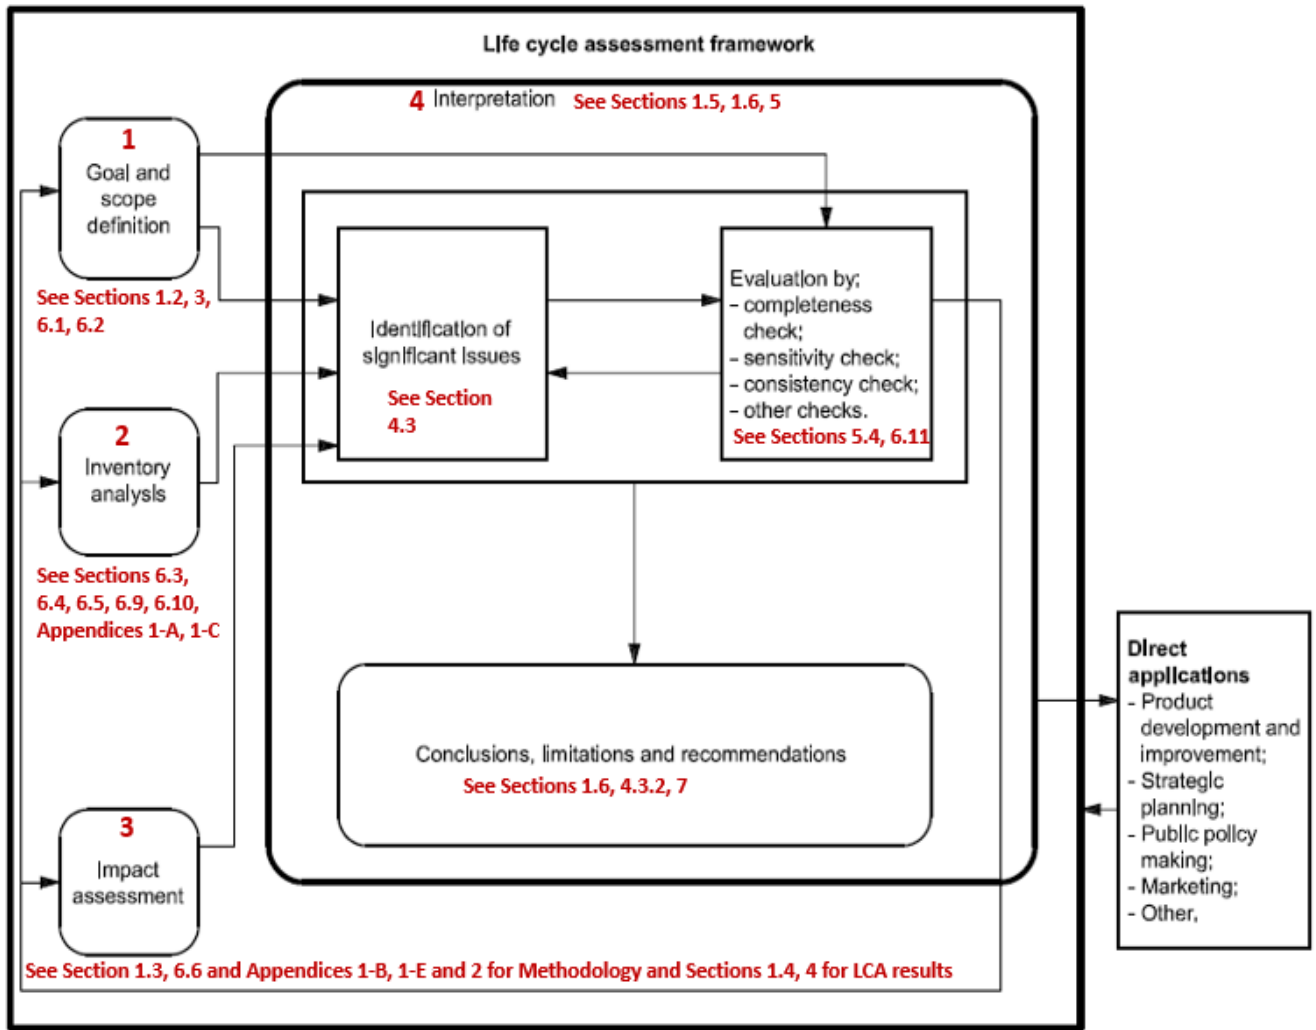 Life cycle assessment framework
4 Interpretation See Sections 1.5, 1.6, 5
1
Goal and
scope
definition
See Sections 1.2, 3,
6.1, 6.2
Identification of
significant issues
See Section
4.3
Evaluation by;
- completeness
check;
- sensitivity check;
- consistency check;
- other checks.
See Sections 5.4, 6.11
2
Inventory
analysis
See Sections 6.3,
6.4, 6.5, 6.9, 6.10,
Appendices 1-A, 1-C
Conclusions, limitations and recommendations
See Sections 1.6, 4.3.2, 7
3
Impact
assessment
See Section 1.3, 6.6 and Appendices 1-B, 1-E and 2 for Methodology and Sections 1.4, 4 for LCA results
Direct
applications
- Product
development and
improvement;
- Strategic
planning;
- Public policy
making;
- Marketing;
- Other,